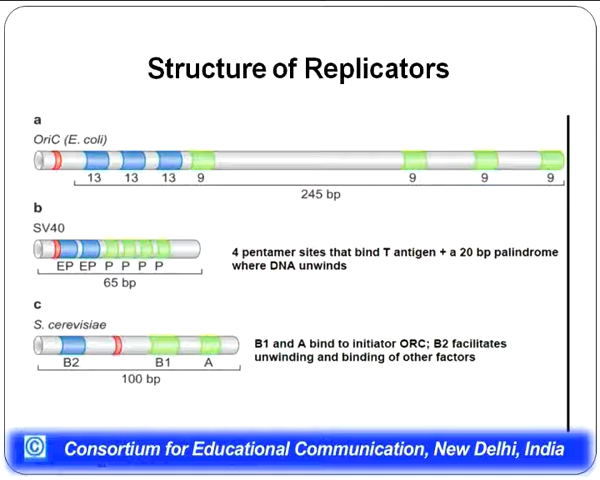 Structure of Replicators
a
OriC (E. coli)
13 13 13 9 9 9 9
245 bp
b
SV40
EP EP P P P P
65 bp
4 pentamer sites that bind T antigen + a 20 bp palindrome
where DNA unwinds
c
S. cerevisiae
B2 B1 A
100 bp
B1 and A bind to initiator ORC; B2 facilitates
unwinding and binding of other factors
© Consortium for Educational Communication, New Delhi, India